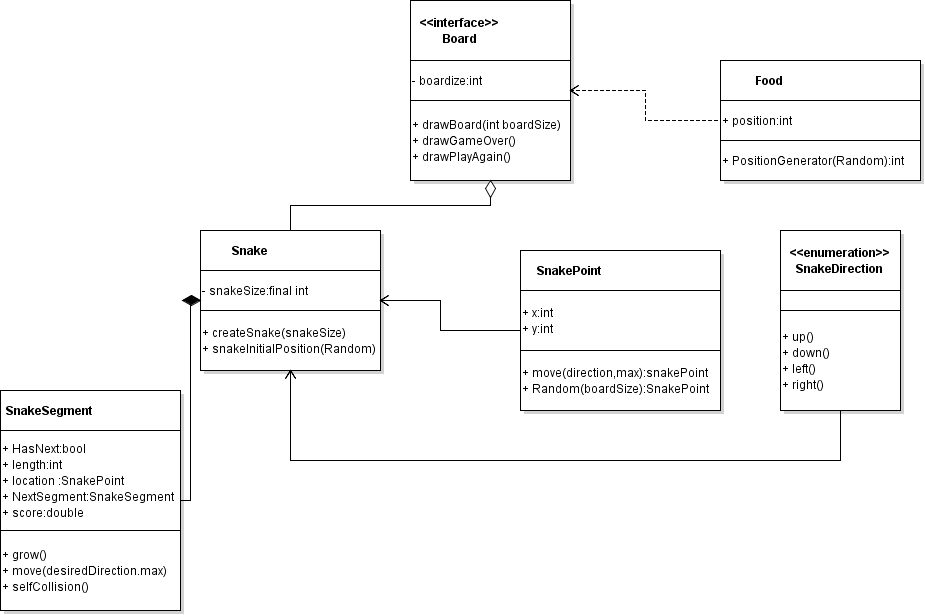 <<interface>>
Board
- boardize:int
+ drawBoard(int boardSize)
+ drawGameOver()
+ drawPlayAgain()
Food
+ position:int
+ PositionGenerator(Random):int
Snake
- snakeSize:final int
+ createSnake(snakeSize)
+ snakeInitialPosition(Random)
SnakePoint
+ x:int
+ y:int
+ move(direction,max):snakePoint
+ Random(boardSize):SnakePoint
<<enumeration>>
SnakeDirection
+ up()
+ down()
+ left()
+ right()
SnakeSegment
+ HasNext:bool
+ length:int
+ location :SnakePoint
+ NextSegment:SnakeSegment
+ score:double
+ grow()
+ move(desiredDirection.max)
+ selfCollision()